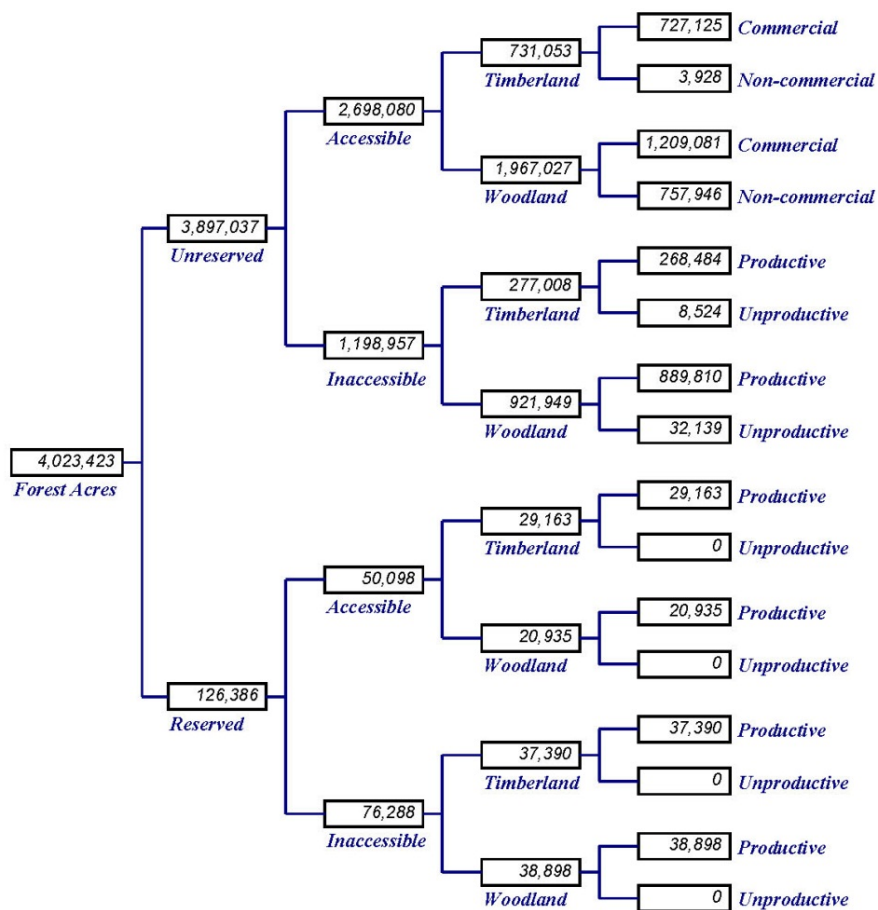 727,125 Commercial
731,053
Timberland
3,928 Non-commercial
2,698,080
Accessible
1,209,081 Commercial
1,967,027
Woodland
757,946 Non-commercial
3,897,037
Unreserved
268,484 Productive
277,008
Timberland
8,524 Unproductive
1,198,957
Inaccessible
889,810 Productive
921,949
Woodland
32,139 Unproductive
4,023,423
Forest Acres
29,163 Productive
29,163
Timberland
0 Unproductive
50,098
Accessible
20,935 Productive
20,935
Woodland
0 Unproductive
126,386
Reserved
37,390 Productive
37,390
Timberland
0 Unproductive
76,288
Inaccessible
38,898 Productive
38,898
Woodland
0 Unproductive